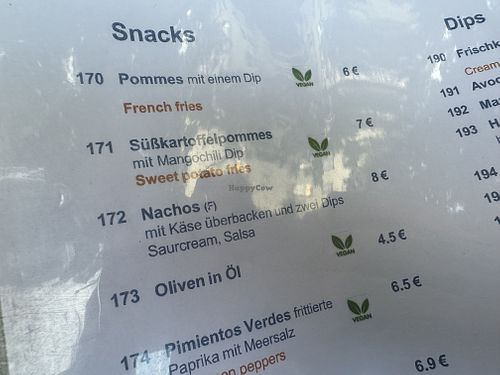 Snacks
170 Pommes mit einem Dip VEGAN 6 €
French fries
171 Süßkartoffelpommes VEGAN 7 €
mit Mangochili Dip
Sweet potato fries
172 Nachos (F) 8 €
mit Käse überbacken und zwei Dips
Saurcream, Salsa
173 Oliven in Öl VEGAN 4.5 €
174 Pimientos Verdes frittierte VEGAN 6.5 €
Paprika mit Meersalz
peppers
6.9 €
Dips
190 Frischk
Cream
191 Avoc
192
193
194
194
195
HappyCow